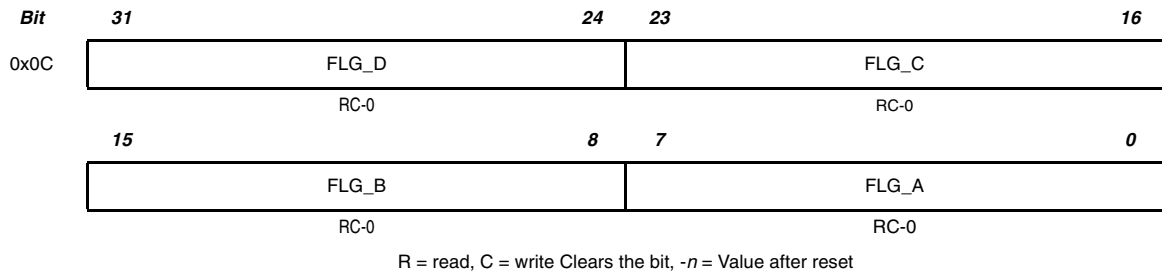 Bit 31 24 23 16
0x0C FLG_D FLG_C
RC-0 RC-0
15 8 7 0
FLG_B FLG_A
RC-0 RC-0
R = read, C = write Clears the bit, -n = Value after reset